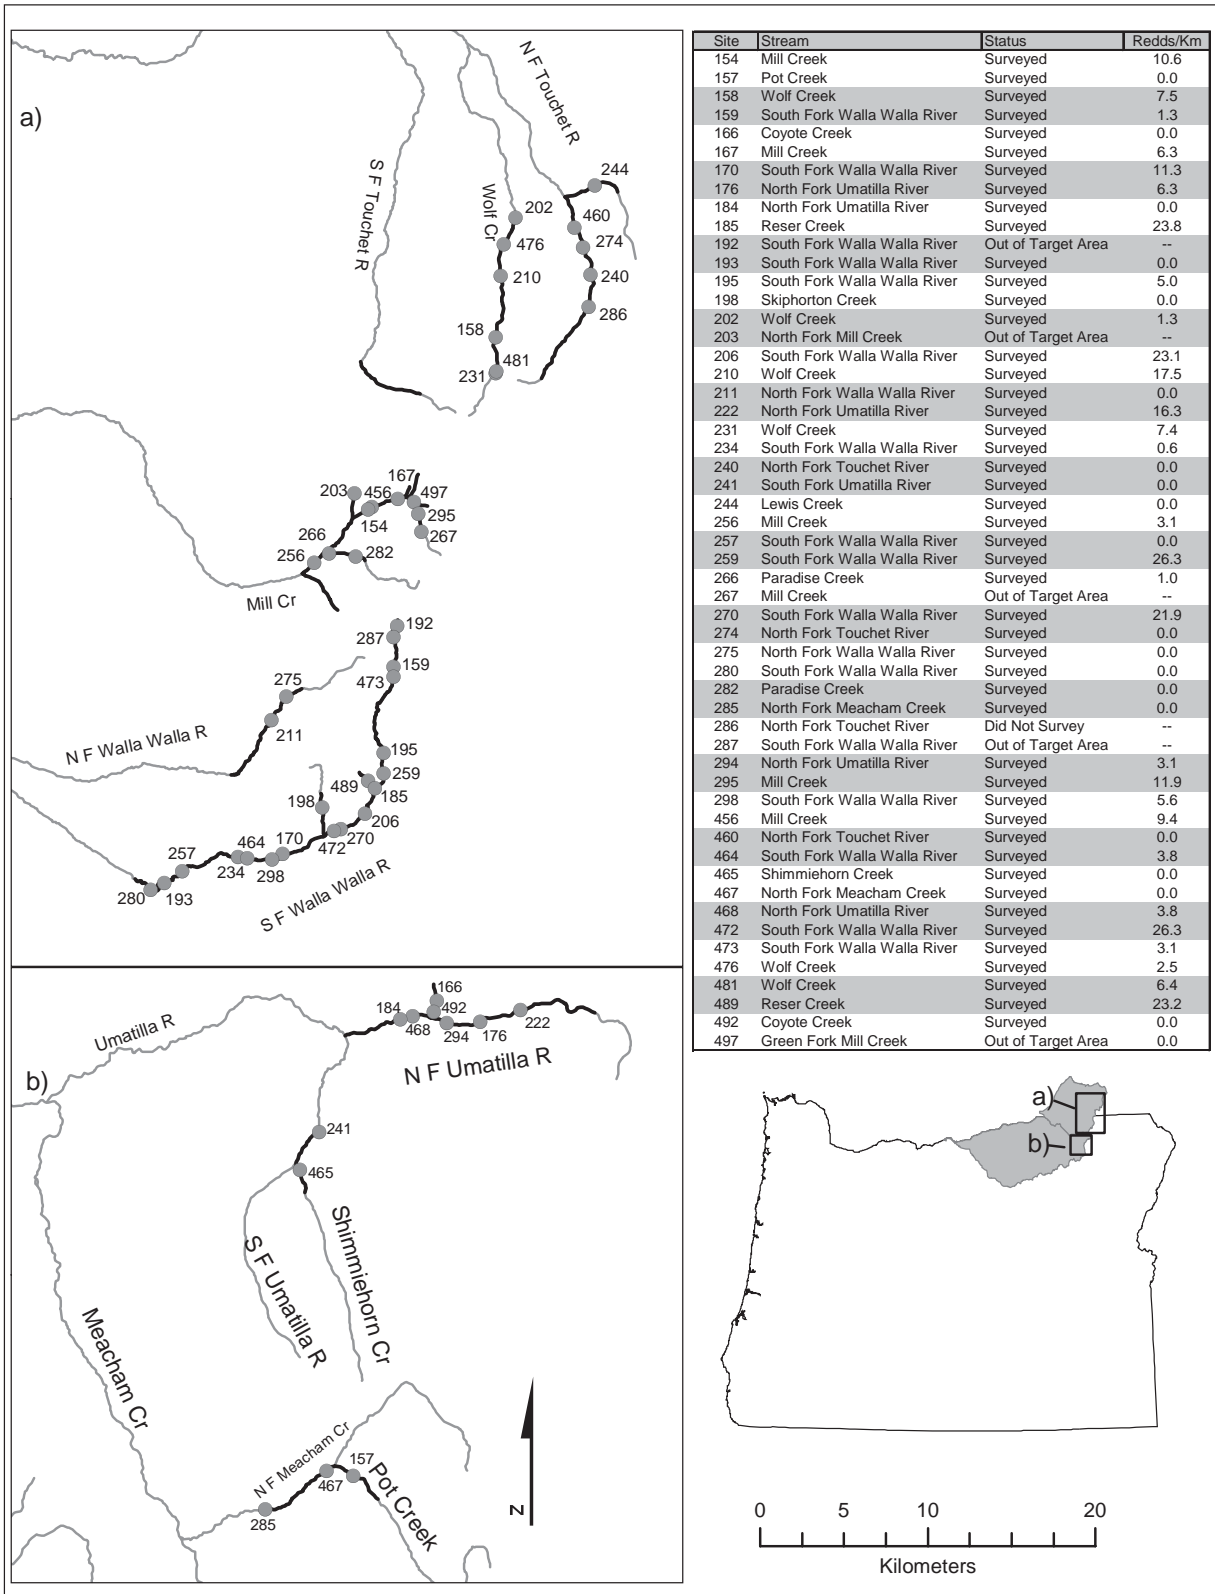 a)
N F Touchet R
S F Touchet R
Wolf Cr
244
202
460
476
274
210
240
286
158
481
231
167
203
456
497
154
295
266
267
256
282
Mill Cr
192
287
159
275
473
N F Walla Walla R
211
195
259
489
185
198
206
170
270
472
464
257
234
298
280
193
S F Walla Walla R
b)
Umatilla R
166
184
492
222
468
294
176
N F Umatilla R
241
465
S F Umatilla R
Shimmiehorn Cr
Meacham Cr
N F Meacham Cr
157
467
Pot Creek
285
N
Site Stream Status Redds/Km
154 Mill Creek Surveyed 10.6
157 Pot Creek Surveyed 0.0
158 Wolf Creek Surveyed 7.5
159 South Fork Walla Walla River Surveyed 1.3
166 Coyote Creek Surveyed 0.0
167 Mill Creek Surveyed 6.3
170 South Fork Walla Walla River Surveyed 11.3
176 North Fork Umatilla River Surveyed 6.3
184 North Fork Umatilla River Surveyed 0.0
185 Reser Creek Surveyed 23.8
192 South Fork Walla Walla River Out of Target Area --
193 South Fork Walla Walla River Surveyed 0.0
195 South Fork Walla Walla River Surveyed 5.0
198 Skiphorton Creek Surveyed 0.0
202 Wolf Creek Surveyed 1.3
203 North Fork Mill Creek Out of Target Area --
206 South Fork Walla Walla River Surveyed 23.1
210 Wolf Creek Surveyed 17.5
211 North Fork Walla Walla River Surveyed 0.0
222 North Fork Umatilla River Surveyed 16.3
231 Wolf Creek Surveyed 7.4
234 South Fork Walla Walla River Surveyed 0.6
240 North Fork Touchet River Surveyed 0.0
241 South Fork Umatilla River Surveyed 0.0
244 Lewis Creek Surveyed 0.0
256 Mill Creek Surveyed 3.1
257 South Fork Walla Walla River Surveyed 0.0
259 South Fork Walla Walla River Surveyed 26.3
266 Paradise Creek Surveyed 1.0
267 Mill Creek Out of Target Area --
270 South Fork Walla Walla River Surveyed 21.9
274 North Fork Touchet River Surveyed 0.0
275 North Fork Walla Walla River Surveyed 0.0
280 South Fork Walla Walla River Surveyed 0.0
282 Paradise Creek Surveyed 0.0
285 North Fork Meacham Creek Surveyed 0.0
286 North Fork Touchet River Did Not Survey --
287 South Fork Walla Walla River Out of Target Area --
294 North Fork Umatilla River Surveyed 3.1
295 Mill Creek Surveyed 11.9
298 South Fork Walla Walla River Surveyed 5.6
456 Mill Creek Surveyed 9.4
460 North Fork Touchet River Surveyed 0.0
464 South Fork Walla Walla River Surveyed 3.8
465 Shimmiehorn Creek Surveyed 0.0
467 North Fork Meacham Creek Surveyed 0.0
468 North Fork Umatilla River Surveyed 3.8
472 South Fork Walla Walla River Surveyed 26.3
473 South Fork Walla Walla River Surveyed 3.1
476 Wolf Creek Surveyed 2.5
481 Wolf Creek Surveyed 6.4
489 Reser Creek Surveyed 23.2
492 Coyote Creek Surveyed 0.0
497 Green Fork Mill Creek Out of Target Area 0.0
a)
b)
0 5 10 20
Kilometers